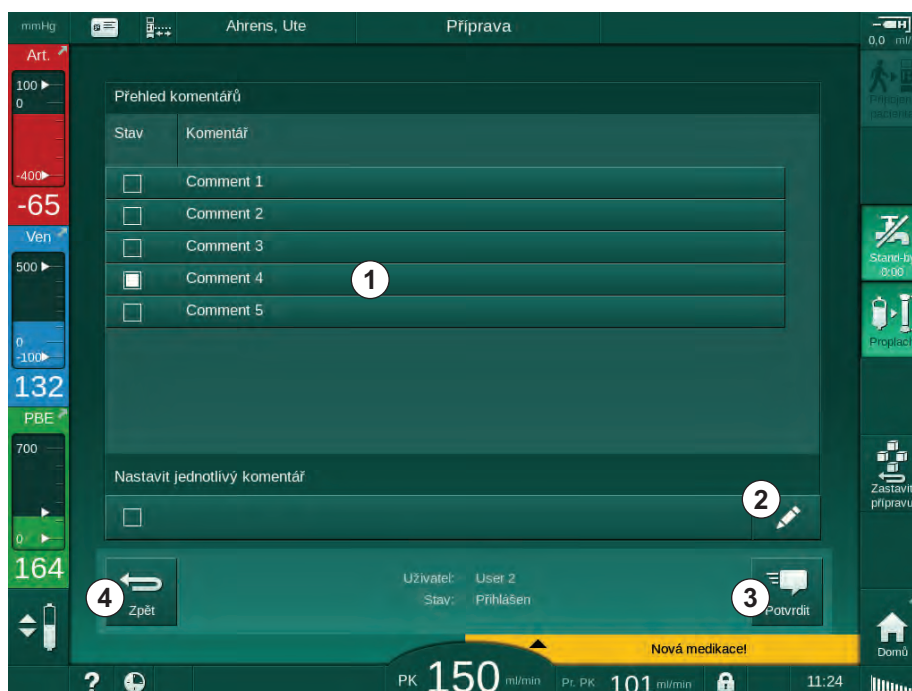 mmHg
Ahrens, Ute
Příprava
0,0 ml/
Art.
100
0
-400
-65
Ven
500
0
-100
132
PBE
700
0
164
Přehled komentářů
Stav Komentář
Comment 1
Comment 2
Comment 3
Comment 4
1
Comment 5
Nastavit jednotlivý komentář
2
4
Zpět
Uživatel: User 2
Stav: Přihlášen
3
Potvrdit
Stand-by
0:00
Proplach
Zastavit
přípravu
Domů
Nová medikace!
?
PK 150 ml/min
Pr. PK 101 ml/min
11:24